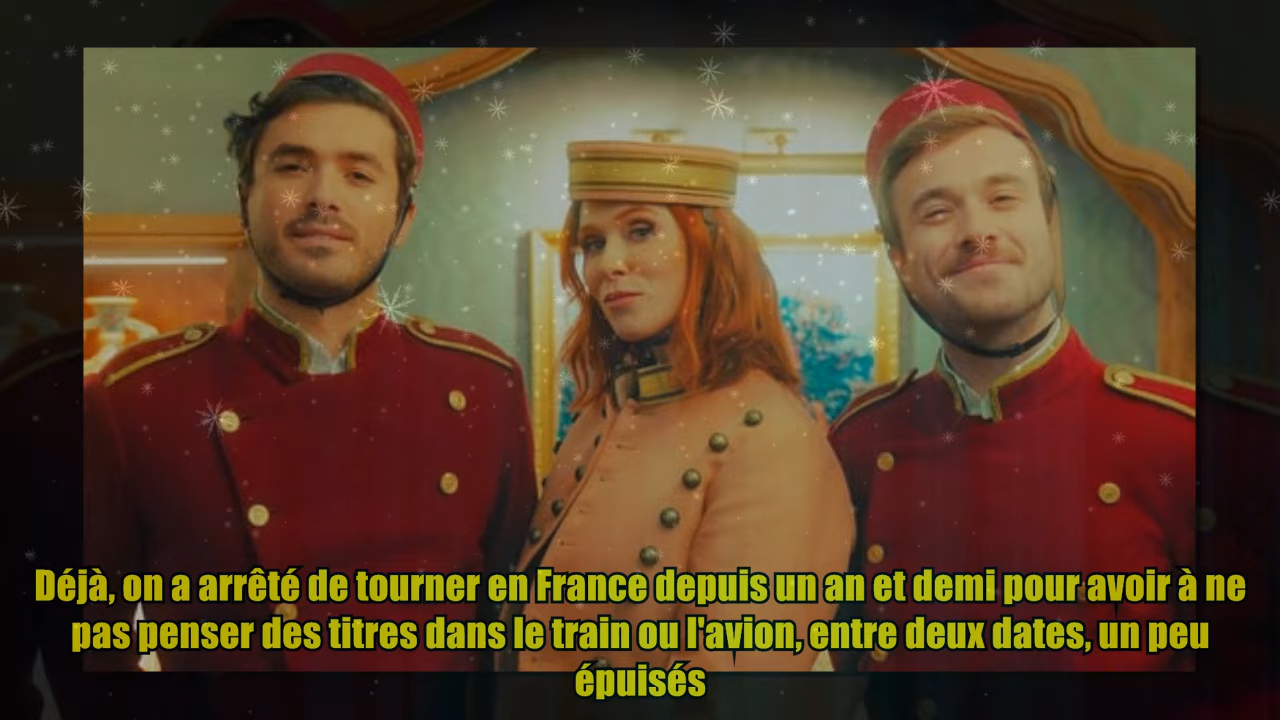 Déjà, on a arrêté de tourner en France depuis un an et demi pour avoir à ne
pas penser des titres dans le train ou l'avion, entre deux dates, un peu
épuisés